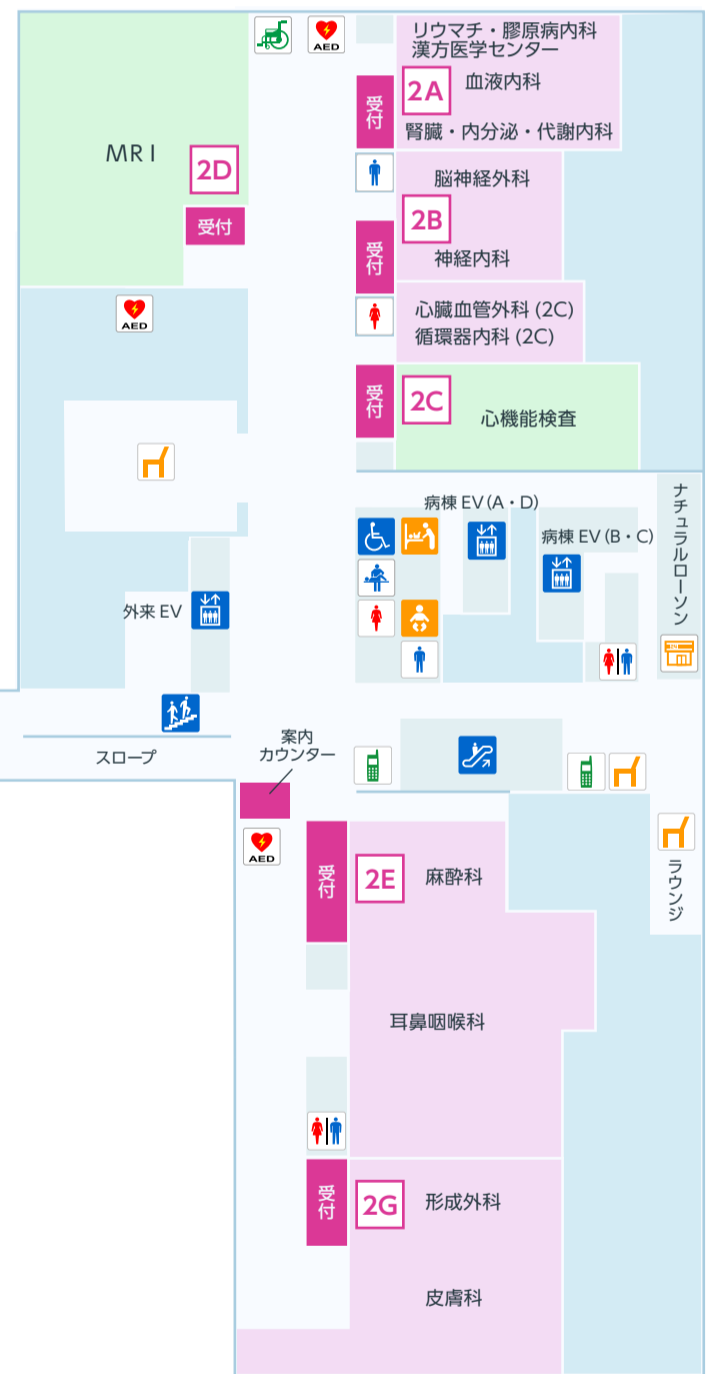 AED
リウマチ・膠原病内科
漢方医学センター
2A
血液内科
受付
腎臓・内分泌・代謝内科
MRI
2D
受付
脳神経外科
2B
受付
神経内科
AED
心臓血管外科 (2C)
循環器内科 (2C)
受付
2C
心機能検査
病棟 EV (A・D)
病棟 EV (B・C)
ナチュラルローソン
外来 EV
スロープ
案内
カウンター
AED
受付
2E
麻酔科
ラウンジ
耳鼻咽喉科
受付
2G
形成外科
皮膚科